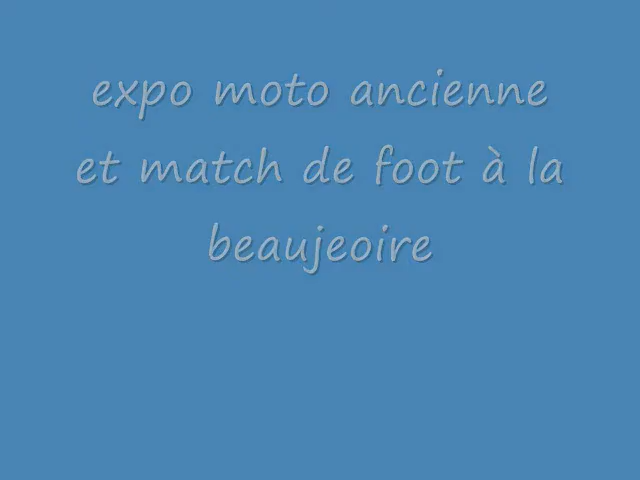 expo moto ancienne
et match de foot à la
beaujeoire